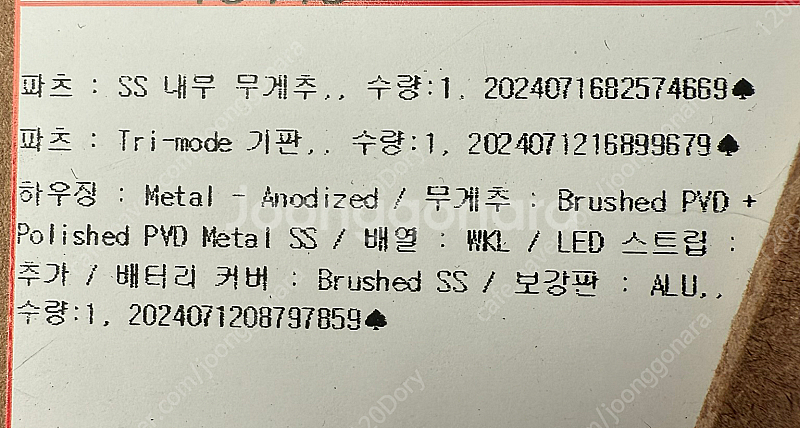 파츠 : SS 내부 무게추,, 수량:1, 2024071682574669♠
파츠 : Tri-mode 기판,, 수량:1, 2024071216899679♠
하우징 : Metal - Anodized / 무게추 : Brushed PVD +
Polished PVD Metal SS / 배열 : WKL / LED 스트립 :
추가 / 배터리 커버 : Brushed SS / 보강판 : ALU,,
수량:1, 2024071208797859♠
Joonggonara